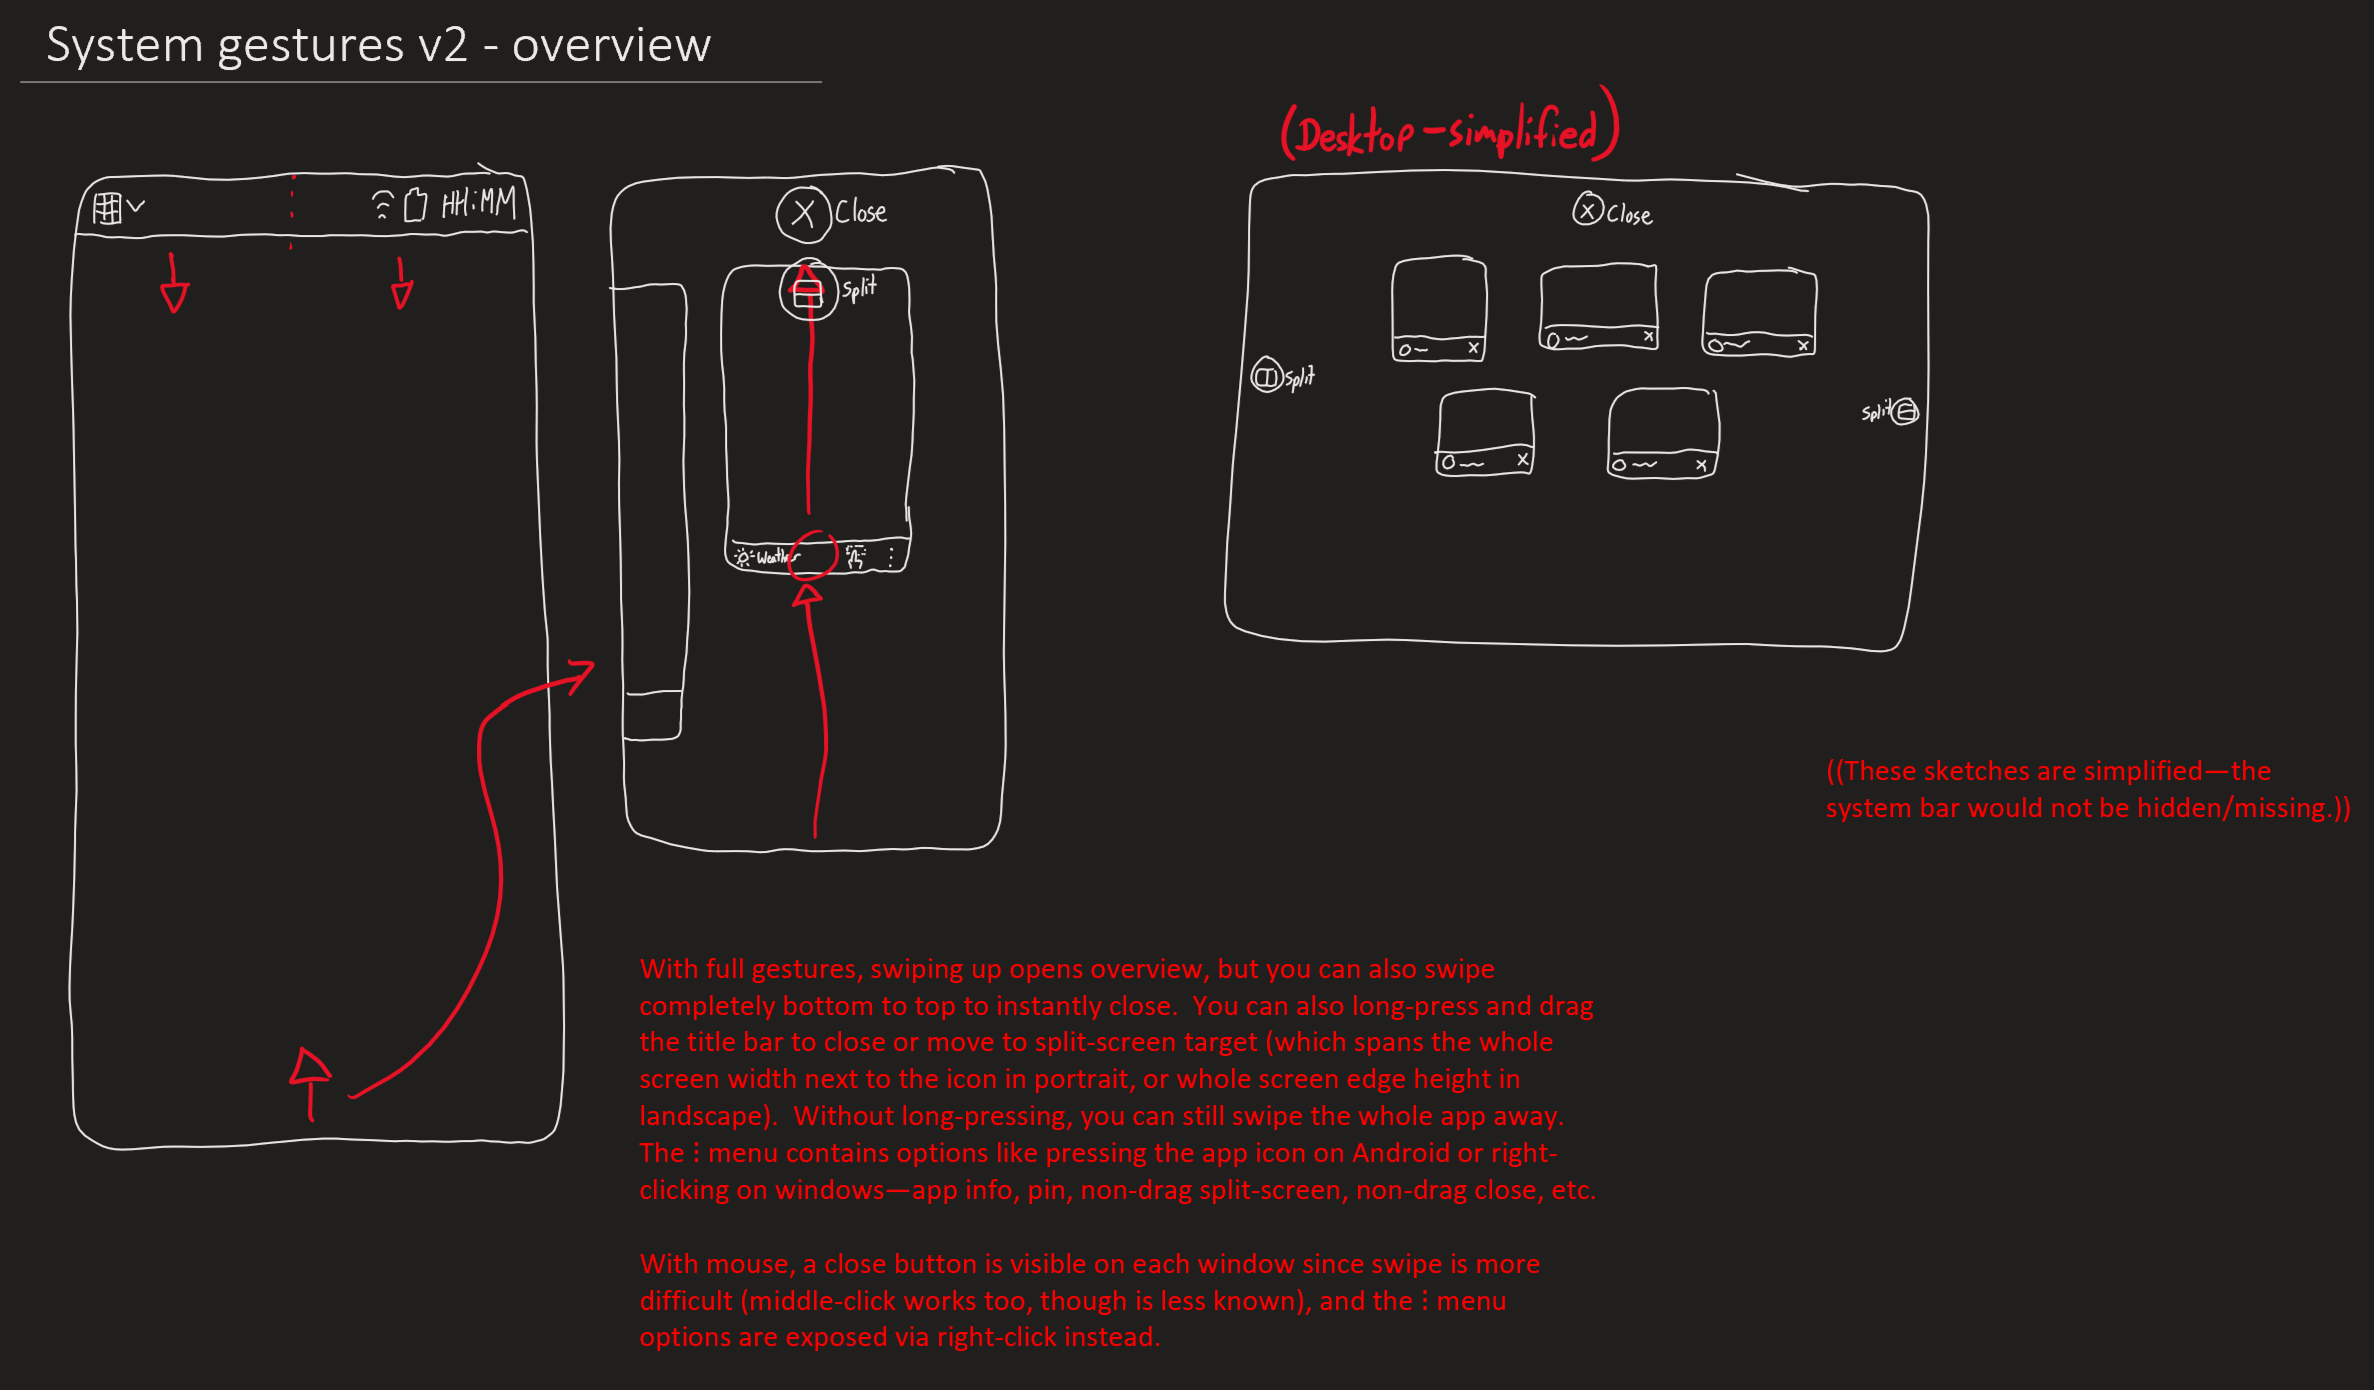 System gestures v2 - overview
(Desktop-simplified)
HH:MM
Close
Split
Weather
Close
Split
Split
((These sketches are simplified—the
system bar would not be hidden/missing.))
With full gestures, swiping up opens overview, but you can also swipe
completely bottom to top to instantly close.  You can also long-press and drag
the title bar to close or move to split-screen target (which spans the whole
screen width next to the icon in portrait, or whole screen edge height in
landscape).  Without long-pressing, you can still swipe the whole app away.
The ⋮ menu contains options like pressing the app icon on Android or right-
clicking on windows—app info, pin, non-drag split-screen, non-drag close, etc.
With mouse, a close button is visible on each window since swipe is more
difficult (middle-click works too, though is less known), and the ⋮ menu
options are exposed via right-click instead.